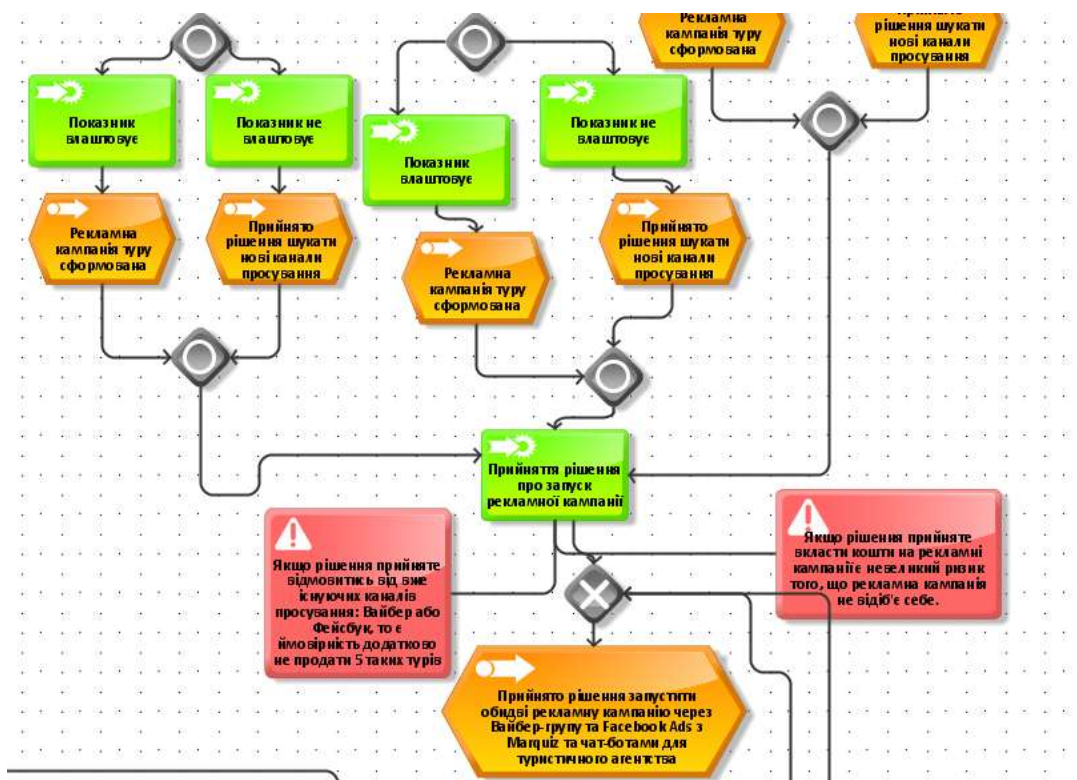 Рекламна
кампанія туру
сформована
рішення шукати
нові канали
просування
Показник
влаштовує
Показник не
влаштовує
Показник
влаштовує
Показник не
влаштовує
Рекламна
кампанія туру
сформована
Прийнято
рішення шукати
нові канали
просування
Рекламна
кампанія туру
сформована
Прийнято
рішення шукати
нові канали
просування
Прийняття рішення
про запуск
рекламної кампанії
Якщо рішення прийняте
відмовитись від вже
існуючих каналів
просування: Вайбер або
Фейсбук, то є
ймовірність додатково
не продати 5 таких турів
Якщо рішення прийняте
вкласти кошти на рекламні
кампанії є невеликий ризик
того, що рекламна кампанія
не відіб'є себе.
Прийнято рішення запустити
обидві рекламну кампанію через
Вайбер-групу та Facebook Ads з
Marquiz та чат-ботами для
туристичного агентства